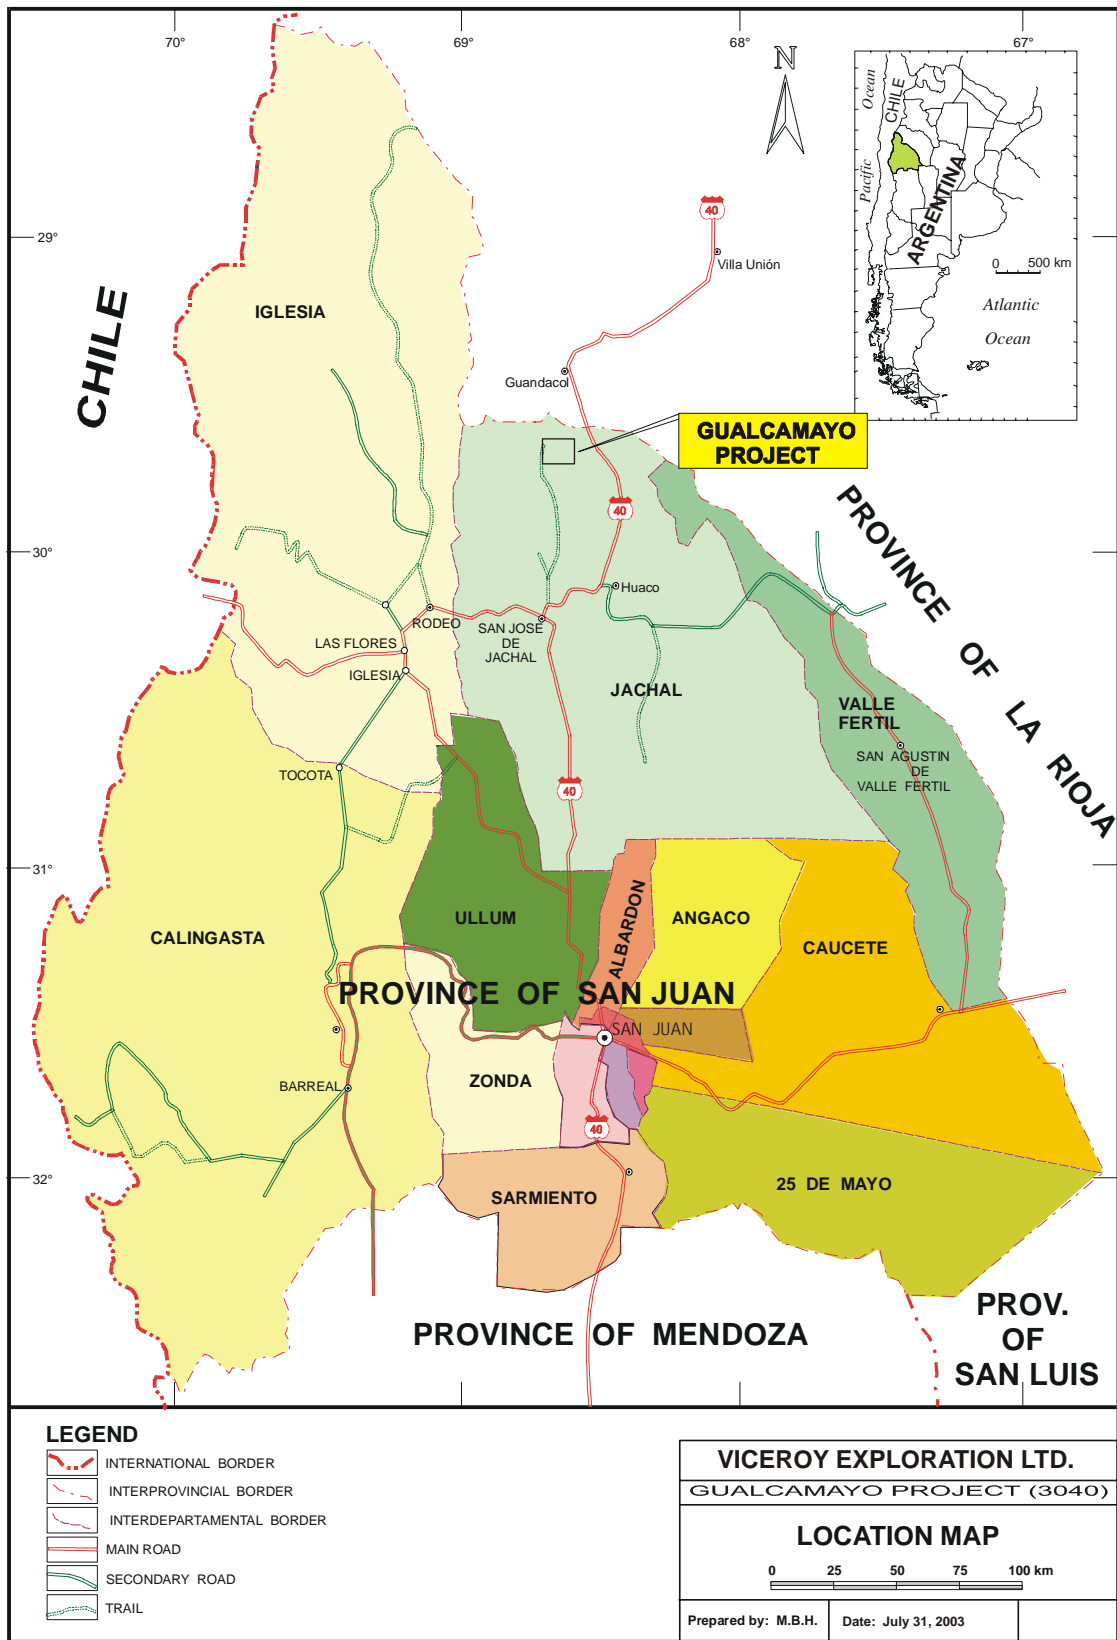 70°
69°
68°
67°
N
Ocean
CHILE
Pacific
ARGENTINA
0 500 km
Atlantic
Ocean
40
Villa Unión
29°
IGLESIA
CHILE
Guandacol
GUALCAMAYO
PROJECT
40
PROVINCE OF LA RIOJA
30°
Huaco
RODEO
SAN JOSE
DE
JACHAL
LAS FLORES
IGLESIA
JACHAL
VALLE
FERTIL
SAN AGUSTIN
DE
VALLE FERTIL
TOCOTA
40
31°
ULLUM
ALBARDON
ANGACO
CALINGASTA
CAUCETE
PROVINCE OF SAN JUAN
SAN JUAN
ZONDA
BARREAL
40
32°
SARMIENTO
25 DE MAYO
PROVINCE OF MENDOZA
PROV.
OF
SAN LUIS
LEGEND
INTERNATIONAL BORDER
INTERPROVINCIAL BORDER
INTERDEPARTAMENTAL BORDER
MAIN ROAD
SECONDARY ROAD
TRAIL
VICEROY EXPLORATION LTD.
GUALCAMAYO PROJECT (3040)
LOCATION MAP
0 25 50 75 100 km
Prepared by: M.B.H.
Date: July 31, 2003